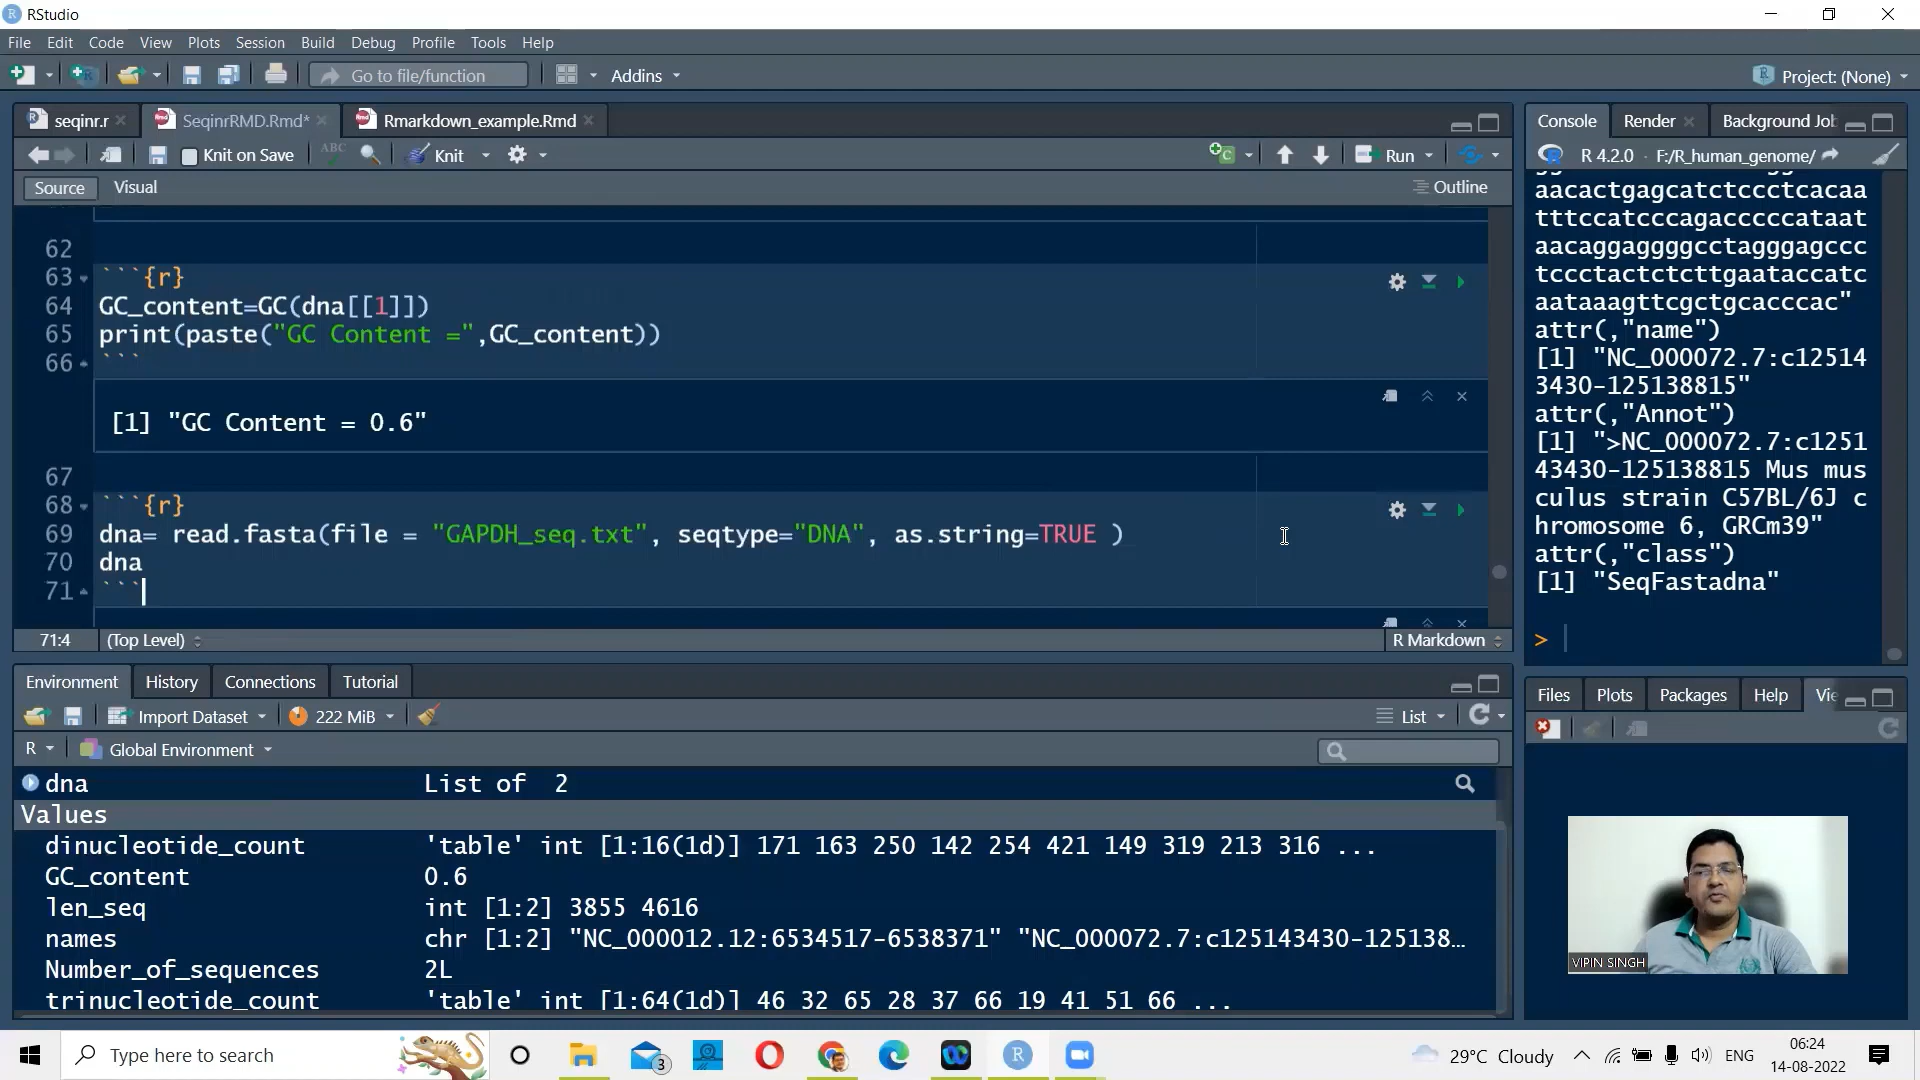 RStudio
File Edit Code View Plots Session Build Debug Profile Tools Help
Go to file/function Addins Project: (None)
seqinr.r SeqinrRMD.Rmd* Rmarkdown_example.Rmd
Knit on Save ABC Knit Run
Source Visual Outline
62
63 ```{r}
64 GC_content=GC(dna[[1]])
65 print(paste("GC Content =",GC_content))
66 ```
[1] "GC Content = 0.6"
67
68 ```{r}
69 dna= read.fasta(file = "GAPDH_seq.txt", seqtype="DNA", as.string=TRUE )
70 dna
71 ```
71:4 (Top Level) R Markdown
Console Render Background Job
R 4.2.0 · F:/R_human_genome/
aacactgagcatctccctcacaa
tttccatcccagacccccataat
aacaggaggggcctagggagccc
tccctactctcttgaataccatc
aataaagttcgctgcacccac"
attr(,"name")
[1] "NC_000072.7:c12514
3430-125138815"
attr(,"Annot")
[1] ">NC_000072.7:c1251
43430-125138815 Mus mus
culus strain C57BL/6J c
hromosome 6, GRCm39"
attr(,"class")
[1] "SeqFastadna"
>
Environment History Connections Tutorial
Import Dataset 222 MiB List
R Global Environment
dna List of 2
Values
dinucleotide_count 'table' int [1:16(1d)] 171 163 250 142 254 421 149 319 213 316 ...
GC_content 0.6
len_seq int [1:2] 3855 4616
names chr [1:2] "NC_000012.12:6534517-6538371" "NC_000072.7:c125143430-125138…
Number_of_sequences 2L
trinucleotide_count 'table' int [1:64(1d)] 46 32 65 28 37 66 19 41 51 66 ...
Files Plots Packages Help Vie
VIPIN SINGH
Type here to search 3 29°C Cloudy ENG 06:24
14-08-2022